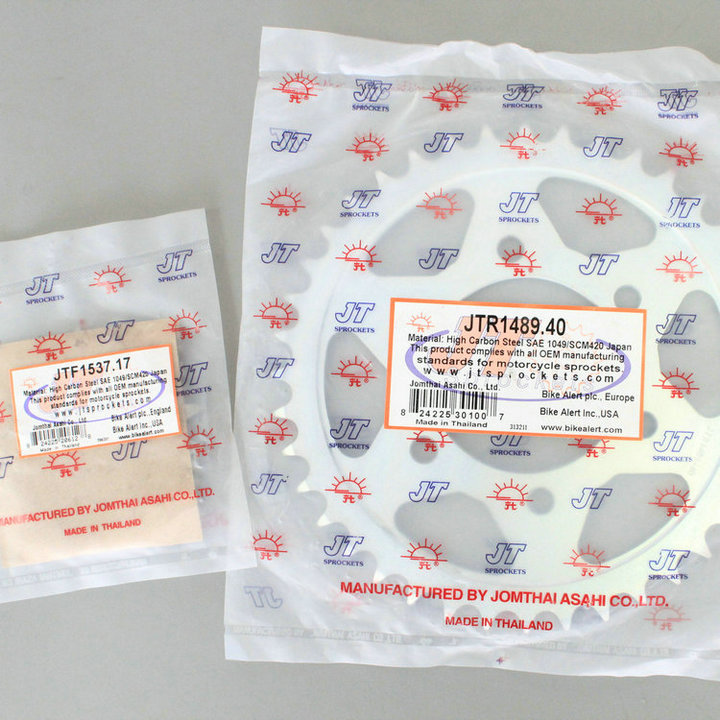 JTF1537.17
Material: High Carbon Steel SAE 1049/SCM420 Japan
This product complies with all OEM manufacturing
standards for motorcycle sprockets
www.jtsprockets.com
Jomthai Asahi Co. Ltd.
Bike Alert plc.,England
Bike Alert Inc.,USA
Made in Thailand
www.bikealert.com
MANUFACTURED BY JOMTHAI ASAHI CO.,LTD.
MADE IN THAILAND
JT
SPROCKETS
JTR1489.40
Material: High Carbon Steel SAE 1049/SCM420 Japan
This product complies with all OEM manufacturing
standards for motorcycle sprockets
www.jtsprockets.com
Jomthai Asahi Co., Ltd.
Bike Alert plc., Europe
8 24225 30100 7
Bike Alert Inc.,USA
Made in Thailand
313211
www.bikealert.com
MANUFACTURED BY JOMTHAI ASAHI CO.,LTD.
MADE IN THAILAND